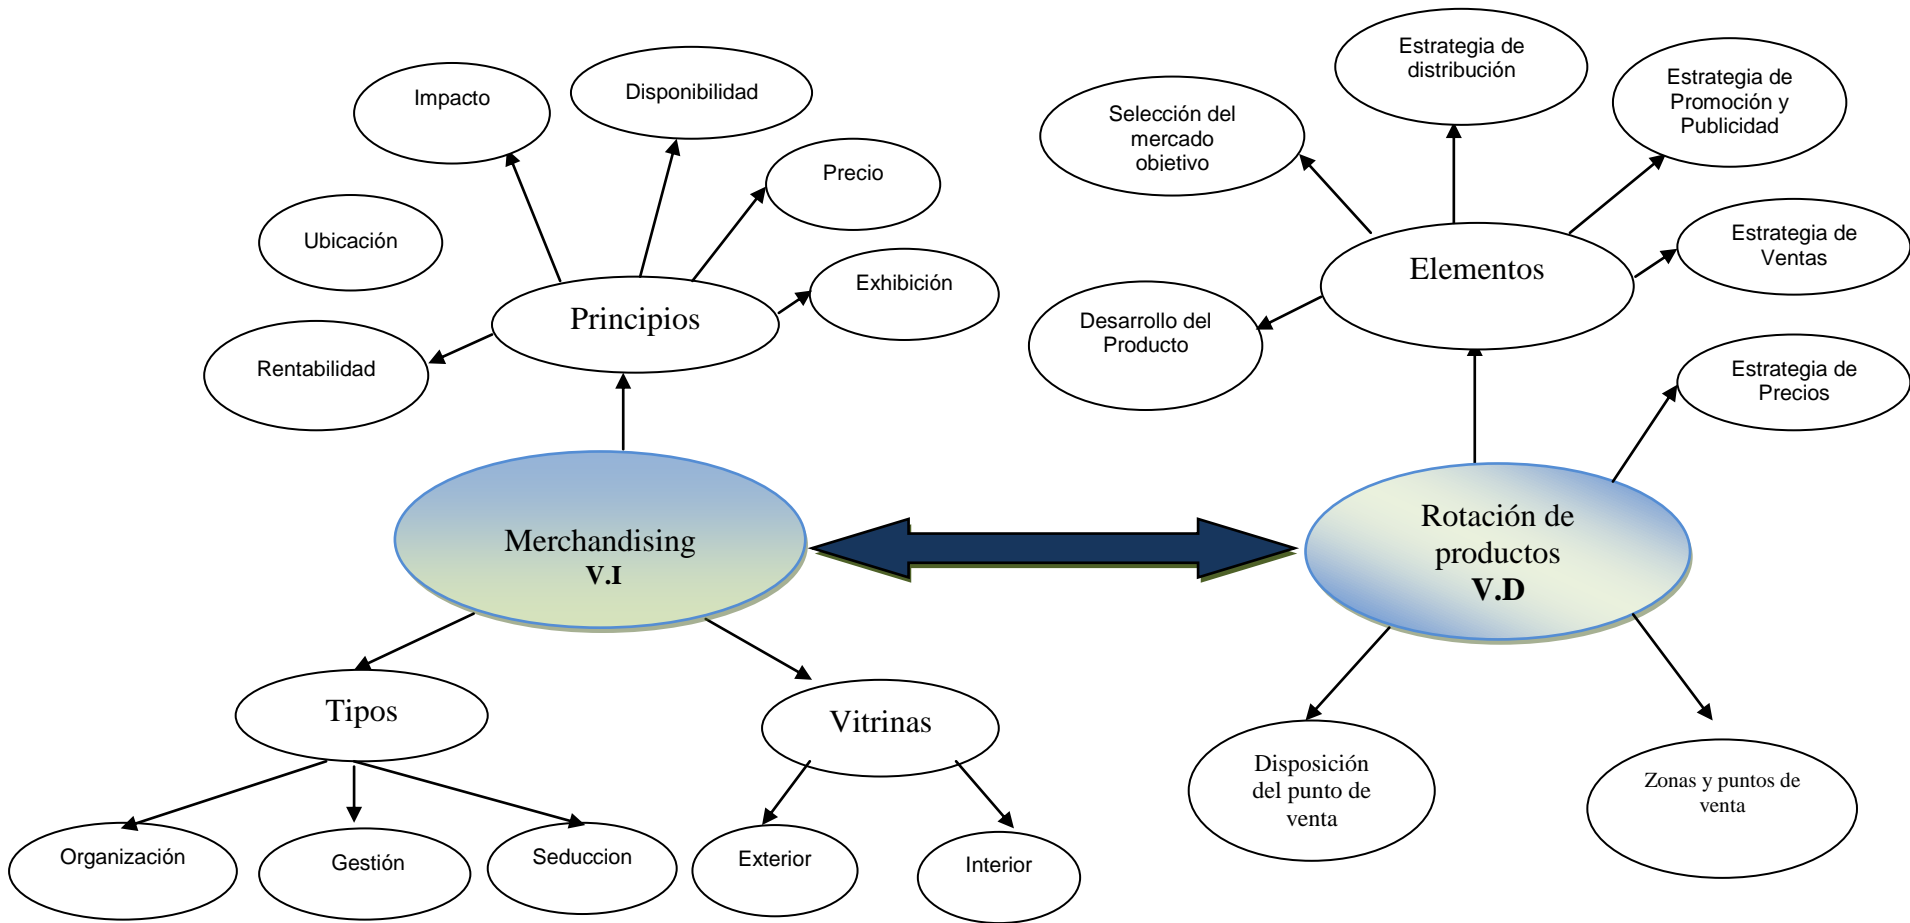 Impacto
Disponibilidad
Precio
Ubicación
Exhibición
Principios
Rentabilidad
Merchandising
V.I
Tipos
Vitrinas
Organización
Gestión
Seduccion
Exterior
Interior
Estrategia de
distribución
Estrategia de
Promoción y
Publicidad
Selección del
mercado
objetivo
Estrategia de
Ventas
Elementos
Desarrollo del
Producto
Estrategia de
Precios
Rotación de
productos
V.D
Disposición
del punto de
venta
Zonas y puntos de
venta